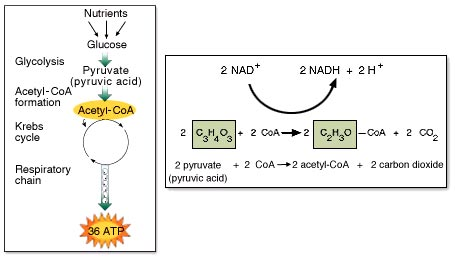 Nutrients
Glucose
Glycolysis
Pyruvate
(pyruvic acid)
Acetyl-CoA
formation
Acetyl-CoA
Krebs
cycle
Respiratory
chain
36 ATP
2 NAD⁺ 2 NADH + 2 H⁺
2 C₃H₄O₃ + 2 CoA → 2 C₂H₃O – CoA + 2 CO₂
2 pyruvate + 2 CoA → 2 acetyl-CoA + 2 carbon dioxide
(pyruvic acid)